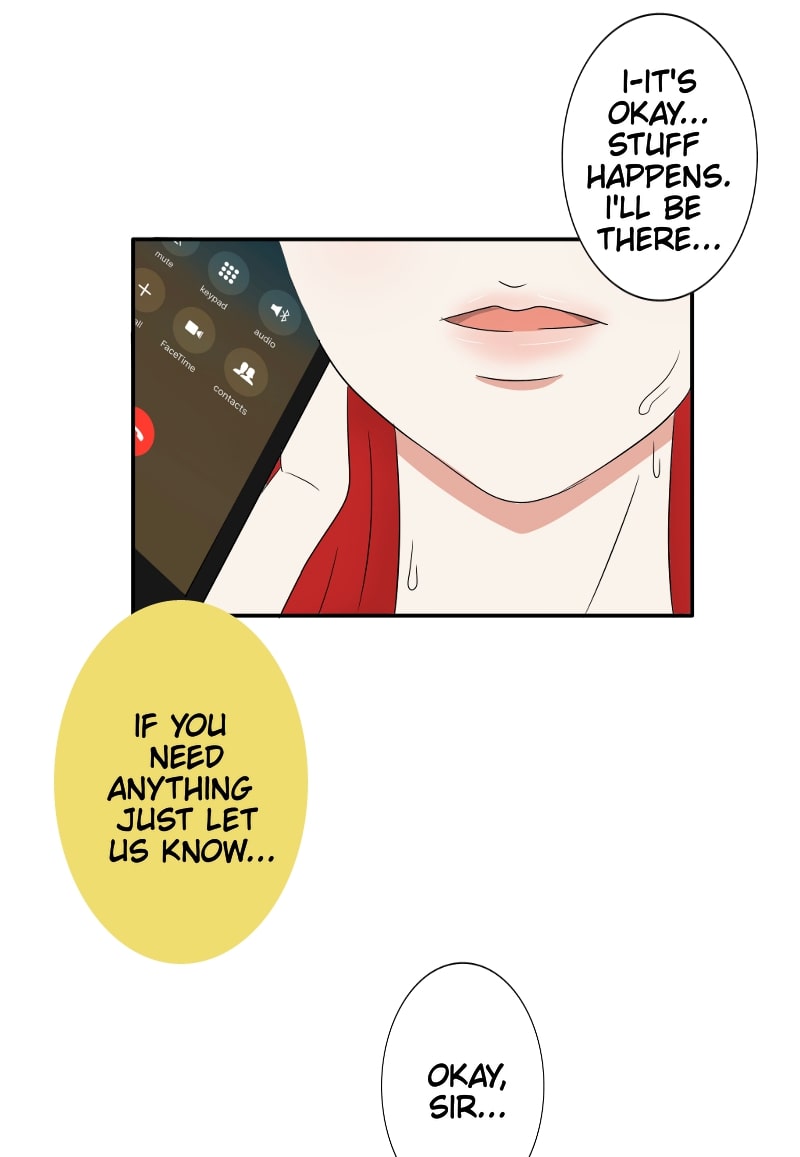 I-IT'S
OKAY...
STUFF
HAPPENS.
I'LL BE
THERE...
mute
keypad
audio
FaceTime
contacts
IF YOU
NEED
ANYTHING
JUST LET
US KNOW...
OKAY,
SIR...